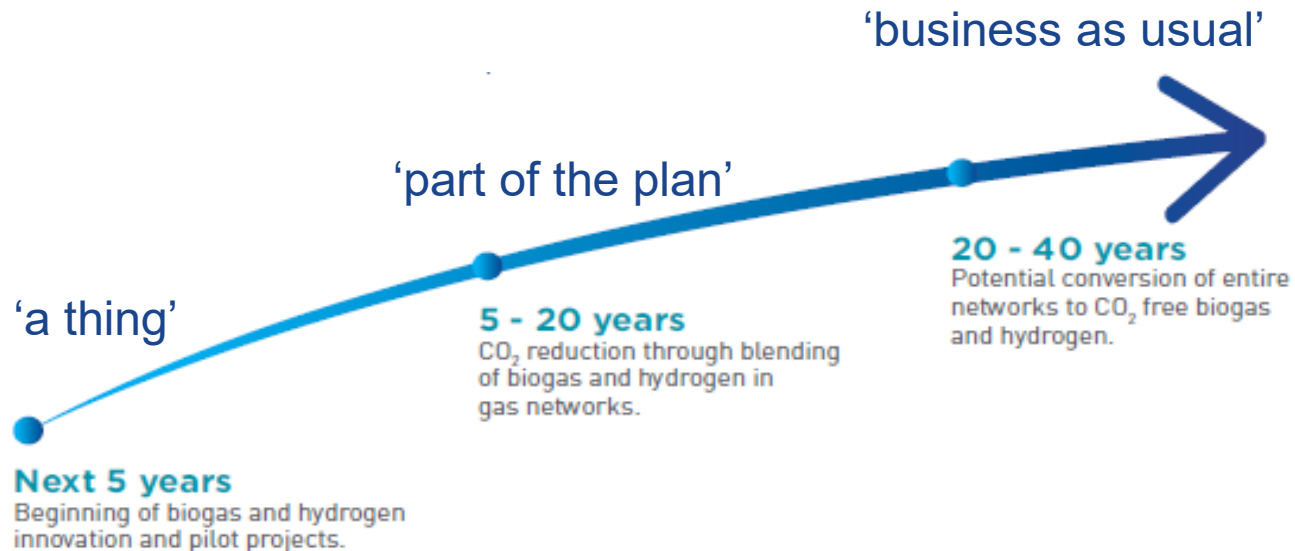 ‘business as usual’
‘part of the plan’
‘a thing’
20 - 40 years
Potential conversion of entire
networks to CO₂ free biogas
and hydrogen.
5 - 20 years
CO₂ reduction through blending
of biogas and hydrogen in
gas networks.
Next 5 years
Beginning of biogas and hydrogen
innovation and pilot projects.